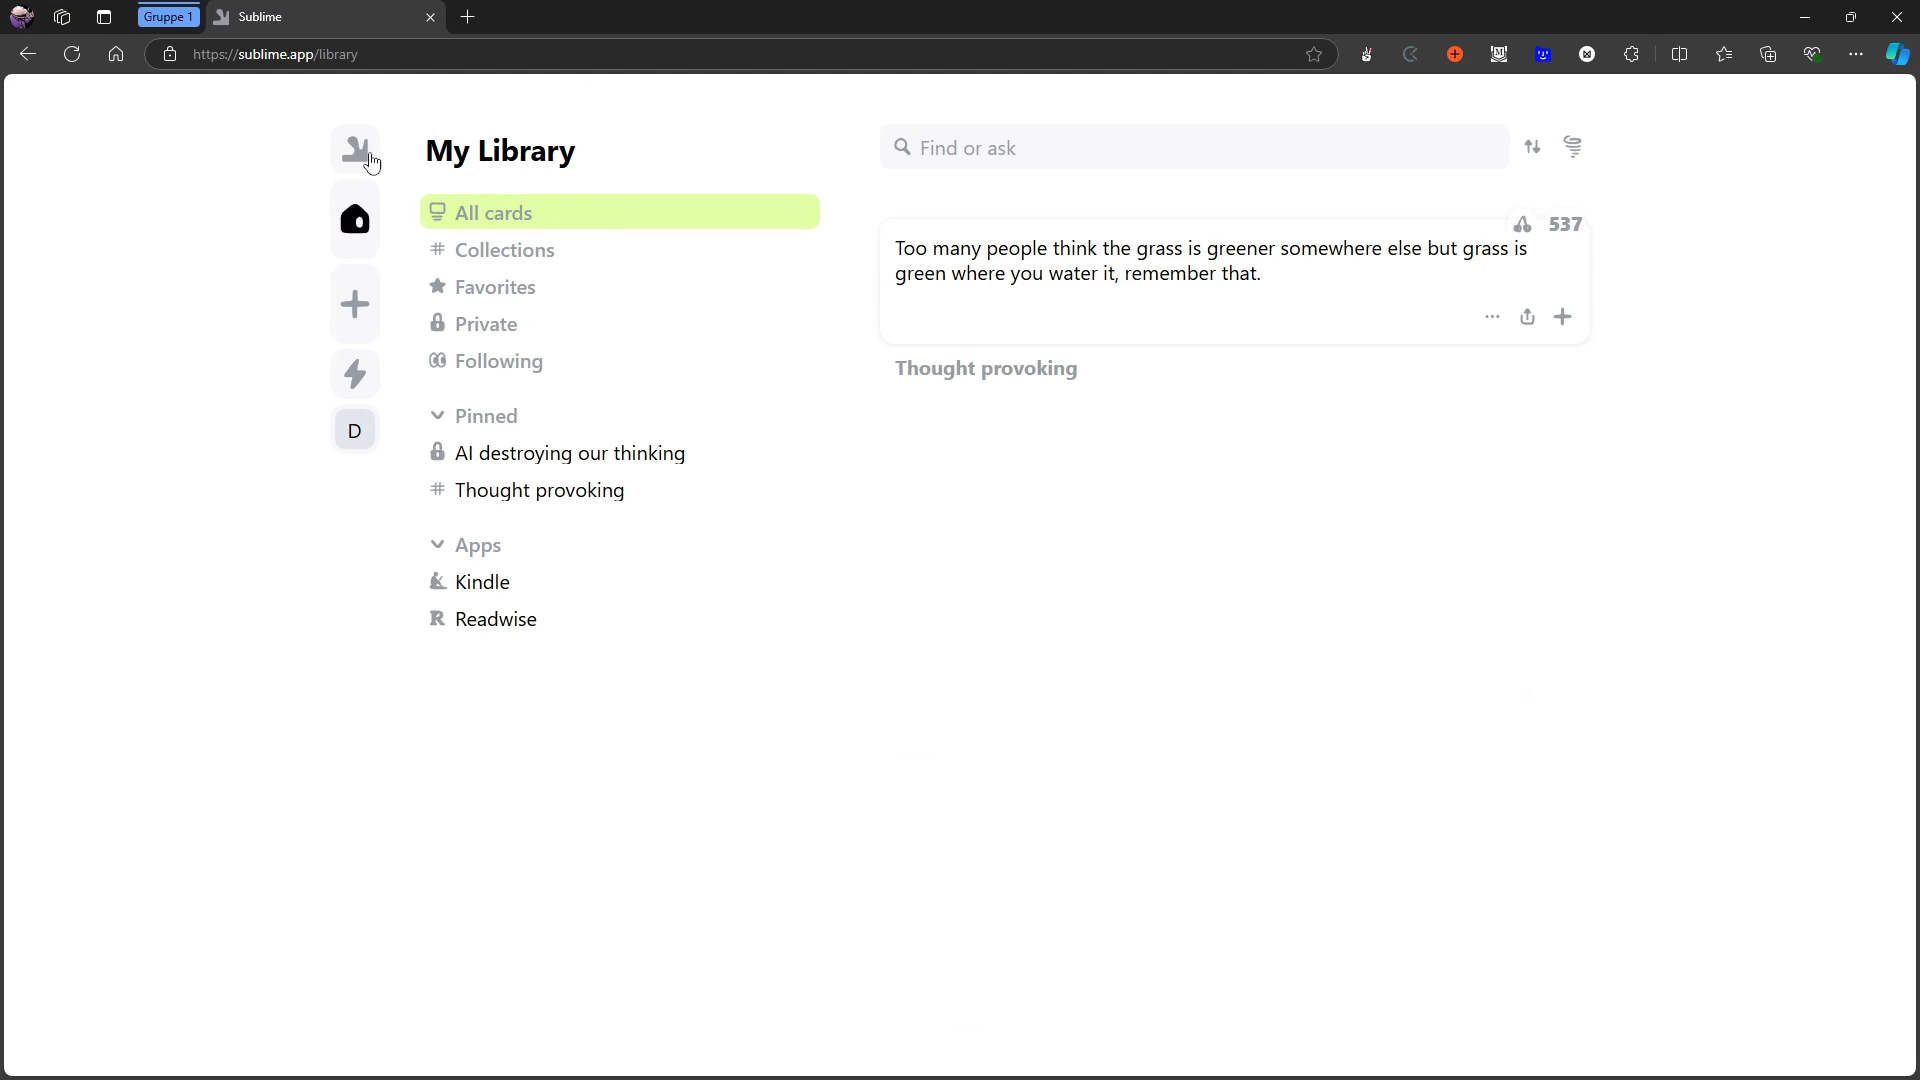 Gruppe 1
Sublime
https://sublime.app/library
My Library
Find or ask
All cards
Collections
Favorites
Private
Following
Pinned
AI destroying our thinking
Thought provoking
Apps
Kindle
R Readwise
D
537
Too many people think the grass is greener somewhere else but grass is
green where you water it, remember that.
Thought provoking